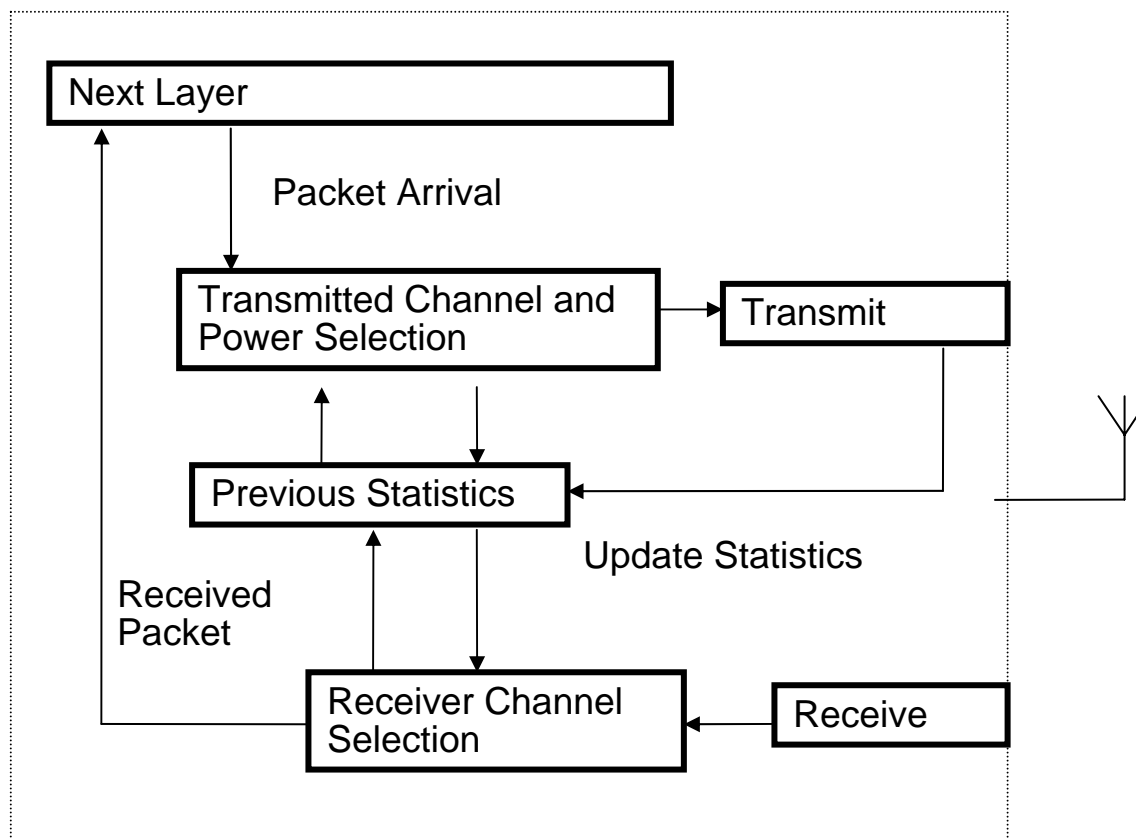 Next Layer
Packet Arrival
Transmitted Channel and
Power Selection
Transmit
Previous Statistics
Update Statistics
Received
Packet
Receiver Channel
Selection
Receive